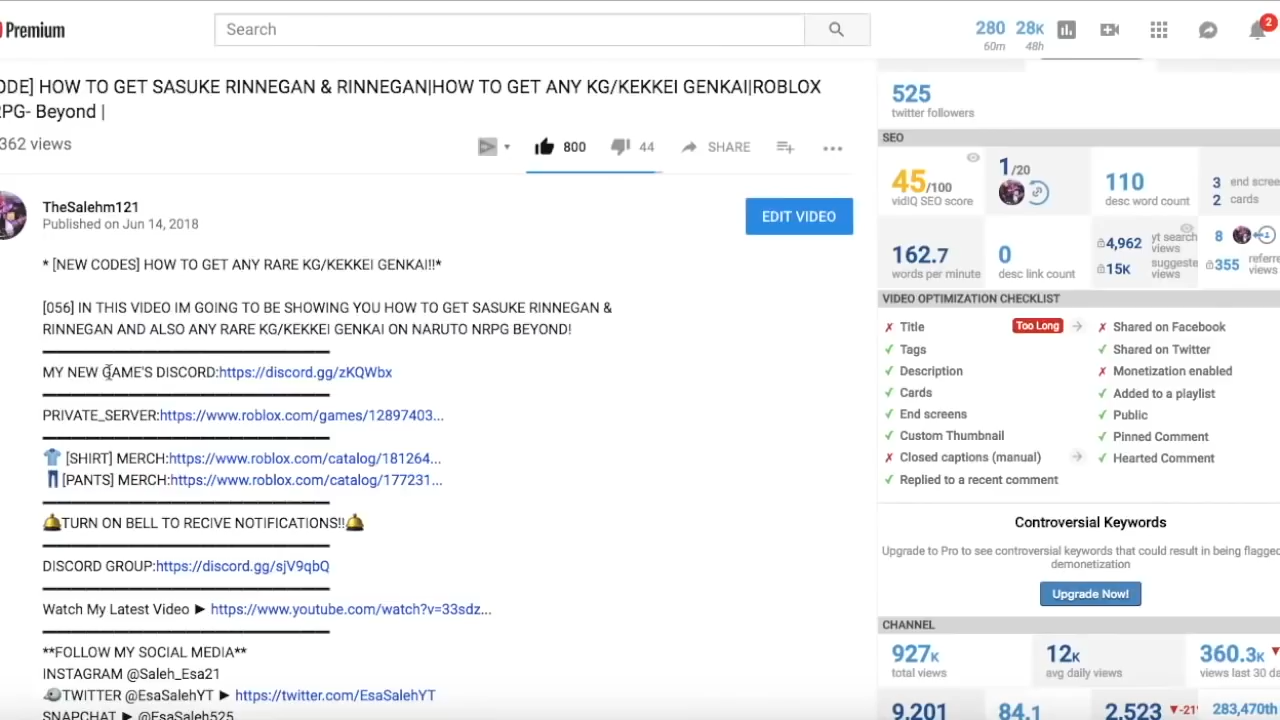 Premium
Search
280 28K
60m 48h
2
ODE] HOW TO GET SASUKE RINNEGAN & RINNEGAN|HOW TO GET ANY KG/KEKKEI GENKAI|ROBLOX
RPG- Beyond |
362 views
800
44
SHARE
TheSalehm121
Published on Jun 14, 2018
EDIT VIDEO
* [NEW CODES] HOW TO GET ANY RARE KG/KEKKEI GENKAI!!*
[056] IN THIS VIDEO IM GOING TO BE SHOWING YOU HOW TO GET SASUKE RINNEGAN &
RINNEGAN AND ALSO ANY RARE KG/KEKKEI GENKAI ON NARUTO NRPG BEYOND!
MY NEW GAME'S DISCORD:https://discord.gg/zKQWbx
PRIVATE_SERVER:https://www.roblox.com/games/12897403...
[SHIRT] MERCH:https://www.roblox.com/catalog/181264...
[PANTS] MERCH:https://www.roblox.com/catalog/177231...
TURN ON BELL TO RECIVE NOTIFICATIONS!!
DISCORD GROUP:https://discord.gg/sjV9qbQ
Watch My Latest Video ► https://www.youtube.com/watch?v=33sdz...
**FOLLOW MY SOCIAL MEDIA**
INSTAGRAM @Saleh_Esa21
TWITTER @EsaSalehYT ► https://twitter.com/EsaSalehYT
SNAPCHAT ► @EsaSaleh525
525
twitter followers
SEO
45/100
vidIQ SEO score
1/20
110
desc word count
3 end scree
2 cards
162.7
words per minute
0
desc link count
4,962 yt search views
15K suggeste views
8
355 referre views
VIDEO OPTIMIZATION CHECKLIST
✗ Title Too Long
✓ Tags
✓ Description
✓ Cards
✓ End screens
✓ Custom Thumbnail
✗ Closed captions (manual)
✓ Replied to a recent comment
✗ Shared on Facebook
✓ Shared on Twitter
✗ Monetization enabled
✓ Added to a playlist
✓ Public
✓ Pinned Comment
✓ Hearted Comment
Controversial Keywords
Upgrade to Pro to see controversial keywords that could result in being flagged
demonetization
Upgrade Now!
CHANNEL
927K
total views
12K
avg daily views
360.3K
views last 30 da
9,201
84.1
2,523 ▼-21
283,470th